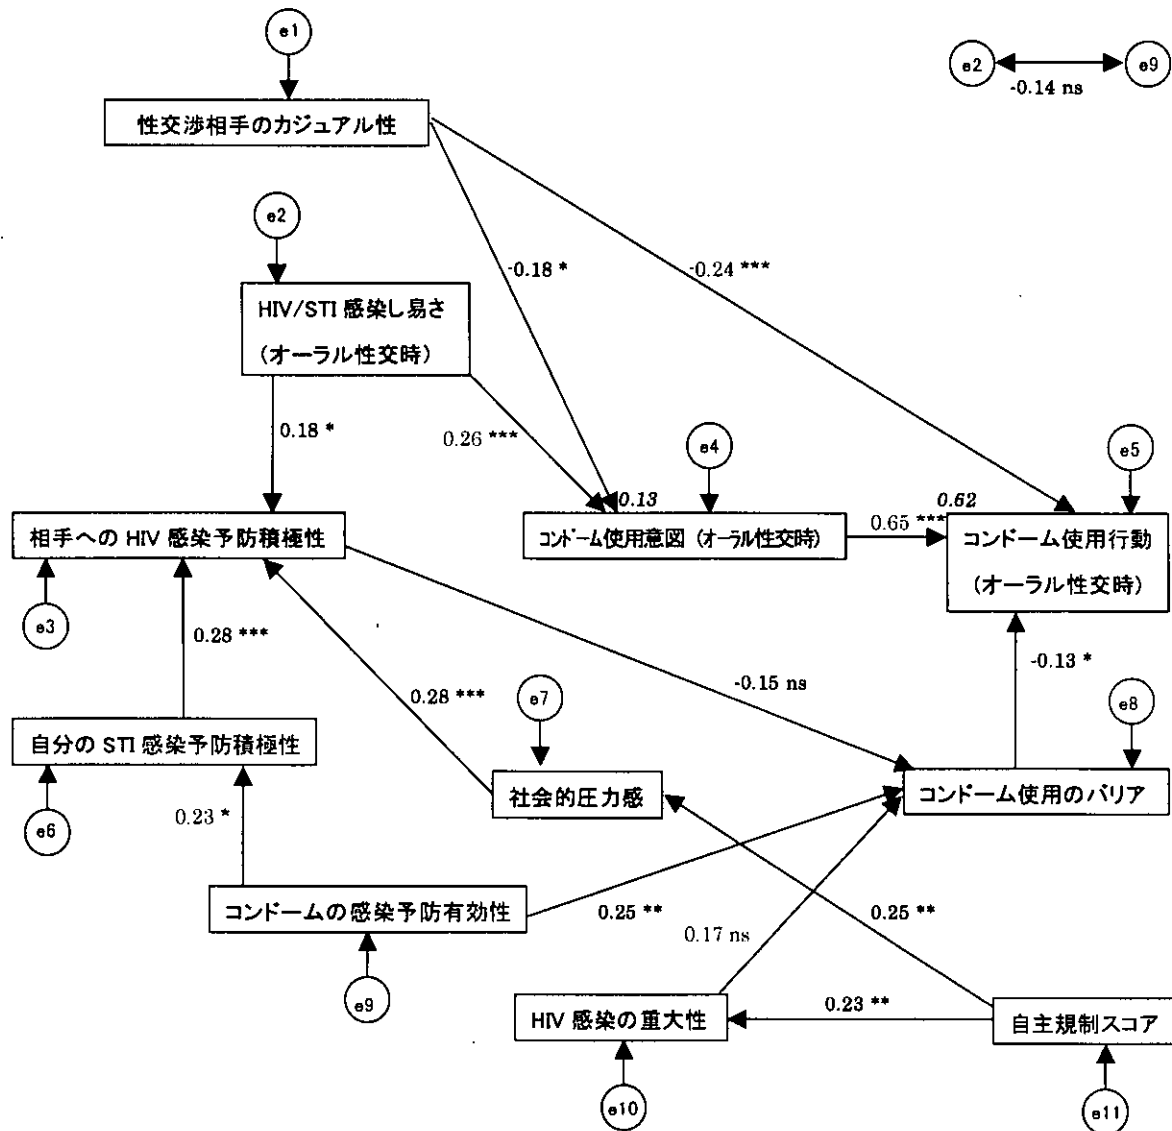 e1
e2
e9
-0.14 ns
性交渉相手のカジュアル性
e2
-0.18 *
-0.24 ***
HIV/STI 感染し易さ
(オーラル性交時)
0.18 *
0.26 ***
e4
e5
0.13
0.62
相手への HIV 感染予防積極性
コンドーム使用意図 (オーラル性交時)
0.65 ***
コンドーム使用行動
(オーラル性交時)
e3
0.28 ***
-0.15 ns
-0.13 *
0.28 ***
e7
e8
自分の STI 感染予防積極性
社会的圧力感
コンドーム使用のバリア
e6
0.23 *
コンドームの感染予防有効性
0.25 **
0.17 ns
0.25 **
e9
HIV 感染の重大性
0.23 **
自主規制スコア
e10
e11